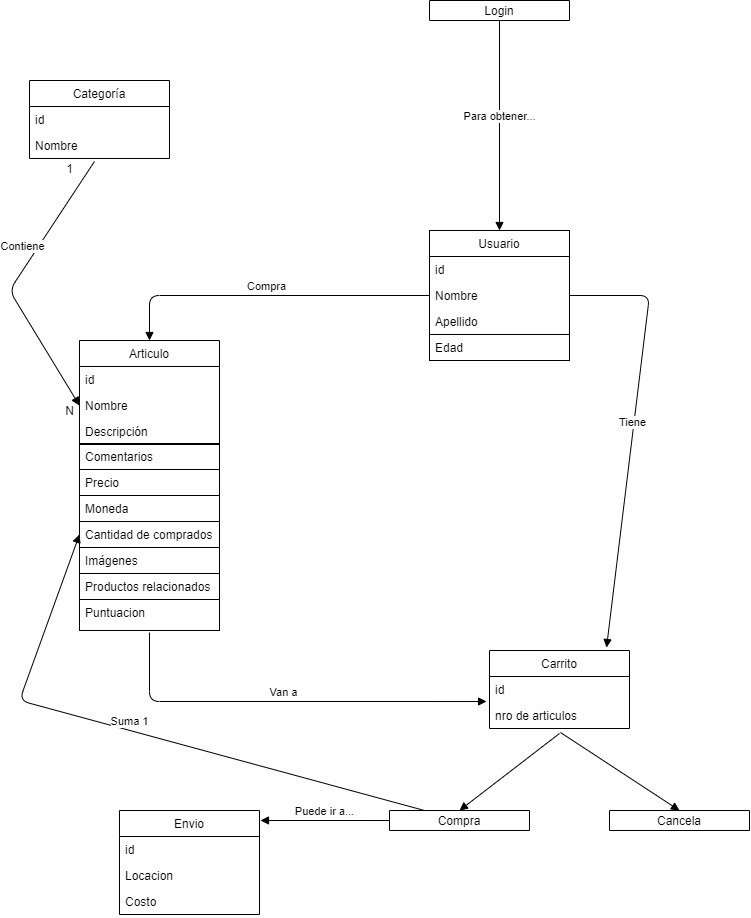 Login
Para obtener...
Categoría
id
Nombre
1
Contiene
N
Usuario
id
Nombre
Apellido
Edad
Compra
Tiene
Articulo
id
Nombre
Descripción
Comentarios
Precio
Moneda
Cantidad de comprados
Imágenes
Productos relacionados
Puntuacion
Van a
Carrito
id
nro de articulos
Suma 1
Compra
Cancela
Puede ir a...
Envio
id
Locacion
Costo